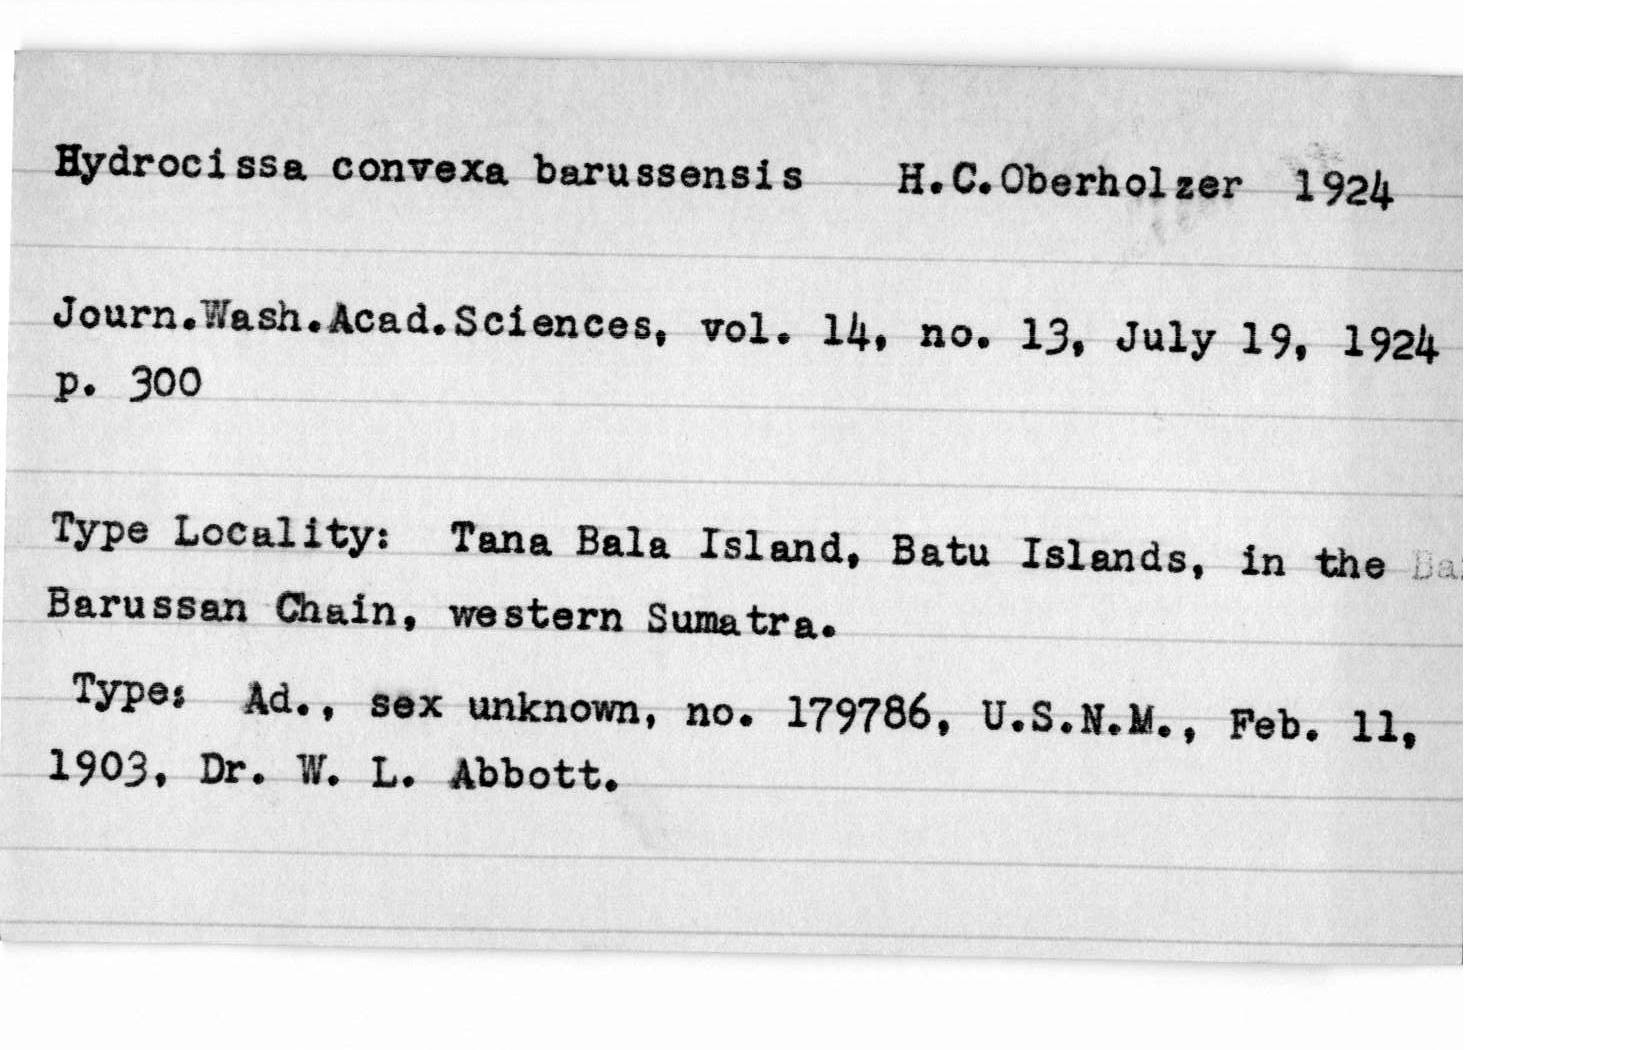 Hydrocissa convexa barussensis H.C.Oberholzer 1924
Journ.Wash.Acad.Sciences, vol. 14, no. 13, July 19, 1924
p. 300
Type Locality: Tana Bala Island, Batu Islands, in the Ba
Barussan Chain, western Sumatra.
Type: Ad., sex unknown, no. 179786, U.S.N.M., Feb. 11,
1903, Dr. W. L. Abbott.